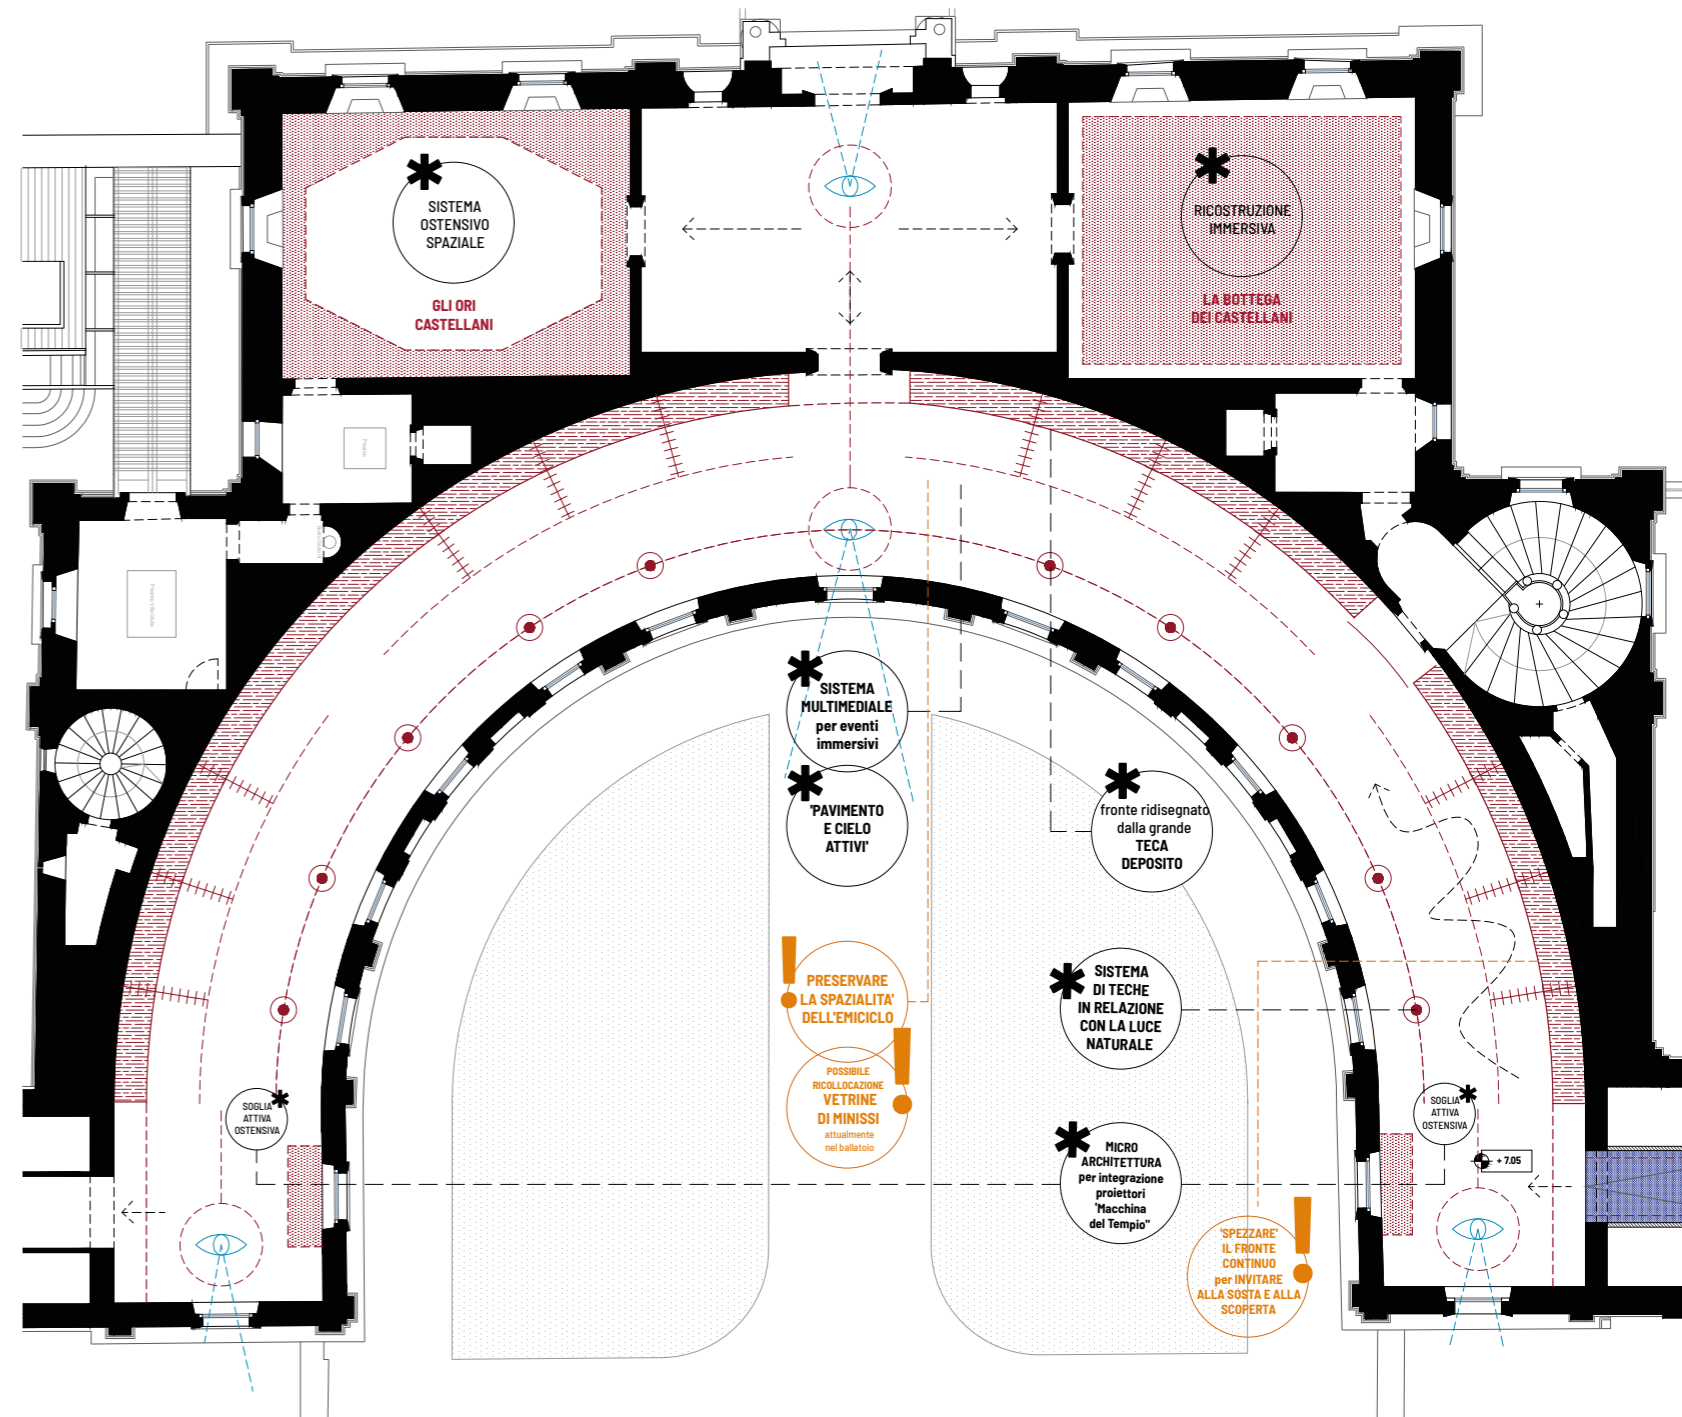 SISTEMA
OSTENSIVO
SPAZIALE
GLI ORI
CASTELLANI
RICOSTRUZIONE
IMMERSIVA
LA BOTTEGA
DEI CASTELLANI
SISTEMA
MULTIMEDIALE
per eventi
immersivi
'PAVIMENTO
E CIELO
ATTIVI'
fronte ridisegnato
dalla grande
TECA
DEPOSITO
PRESERVARE
LA SPAZIALITA'
DELL'EMICICLO
SISTEMA
DI TECHE
IN RELAZIONE
CON LA LUCE
NATURALE
POSSIBILE
RICOLLOCAZIONE
VETRINE
DI MINISSI
attualmente
nel ballatoio
SOGLIA
ATTIVA
OSTENSIVA
SOGLIA
ATTIVA
OSTENSIVA
MICRO
ARCHITETTURA
per integrazione
proiettori
'Macchina
del Tempio"
+ 7.05
'SPEZZARE'
IL FRONTE
CONTINUO
per INVITARE
ALLA SOSTA E ALLA
SCOPERTA